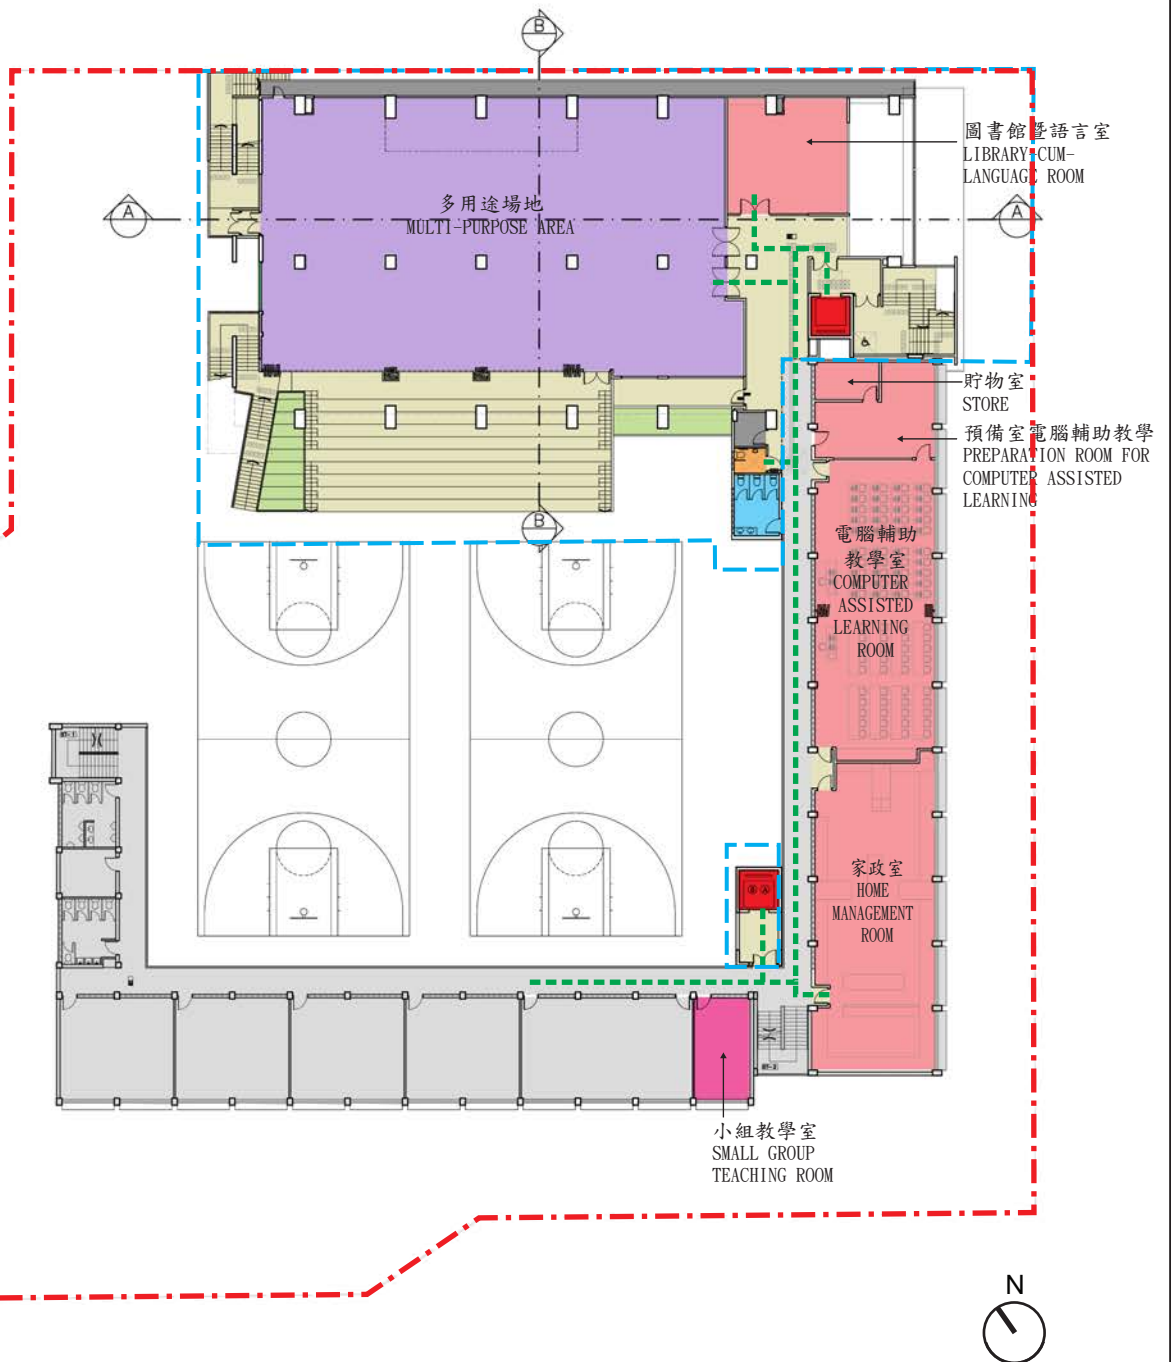 B
圖書館暨語言室
LIBRARY-CUM-
LANGUAGE ROOM
多用途場地
MULTI-PURPOSE AREA
A
A
貯物室
STORE
預備室電腦輔助教學
PREPARATION ROOM FOR
COMPUTER ASSISTED
LEARNING
B
電腦輔助
教學室
COMPUTER
ASSISTED
LEARNING
ROOM
家政室
HOME
MANAGEMENT
ROOM
小組教學室
SMALL GROUP
TEACHING ROOM
N